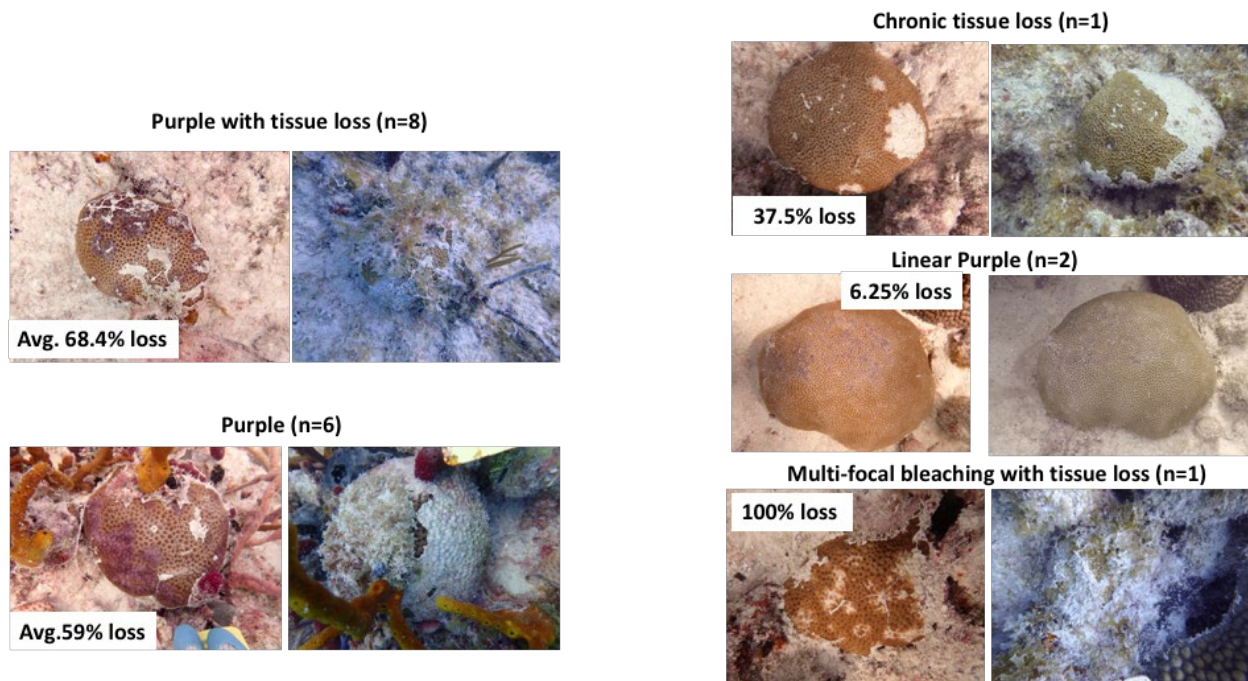 Purple with tissue loss (n=8)
Avg. 68.4% loss
Purple (n=6)
Avg.59% loss
Chronic tissue loss (n=1)
37.5% loss
Linear Purple (n=2)
6.25% loss
Multi-focal bleaching with tissue loss (n=1)
100% loss